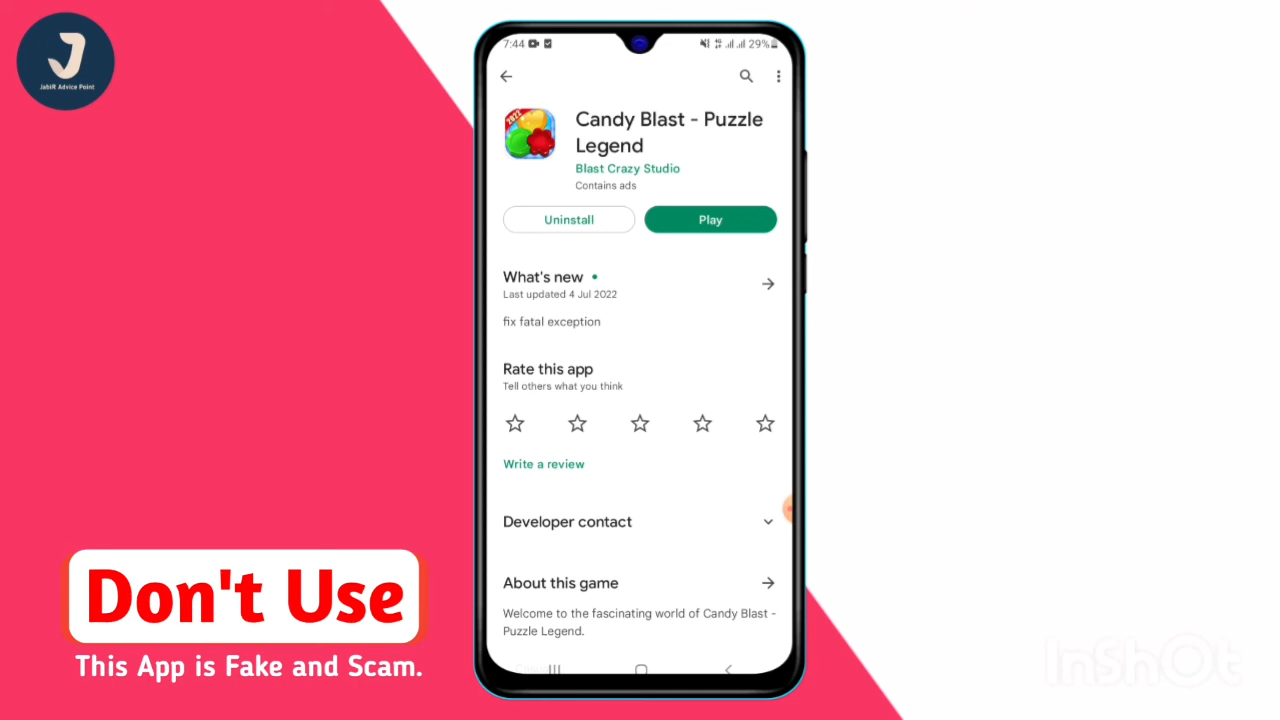 JabIR Advice Point
7:44
29%
2022
Candy Blast - Puzzle
Legend
Blast Crazy Studio
Contains ads
Uninstall
Play
What's new
Last updated 4 Jul 2022
fix fatal exception
Rate this app
Tell others what you think
Write a review
Developer contact
About this game
Welcome to the fascinating world of Candy Blast -
Puzzle Legend.
Don't Use
This App is Fake and Scam.
InShOt